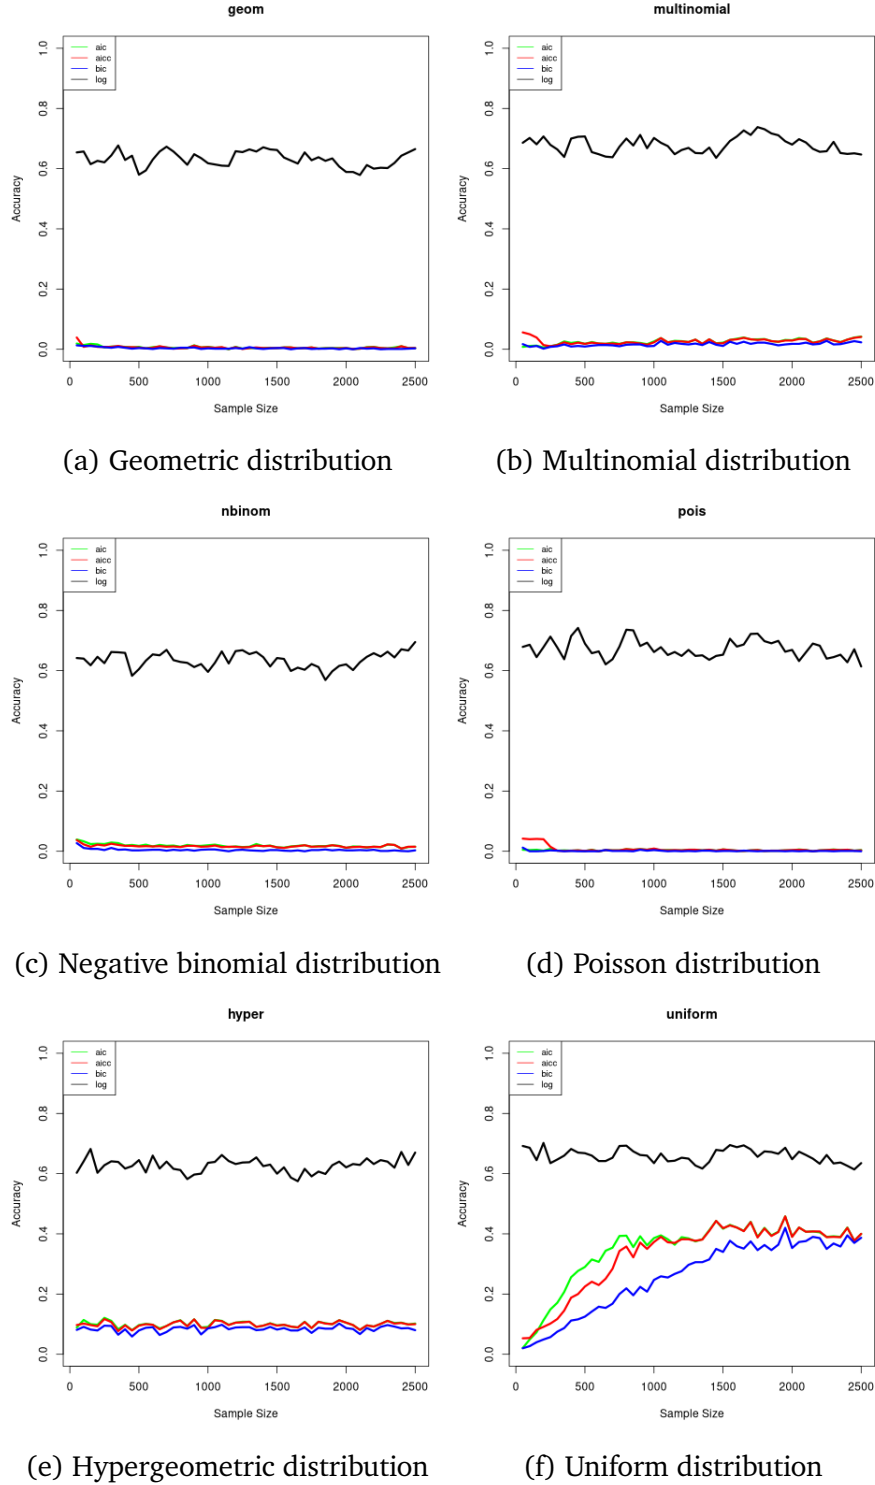 geom
aic
aicc
bic
log
Accuracy
0.0 0.2 0.4 0.6 0.8 1.0
0 500 1000 1500 2000 2500
Sample Size
(a) Geometric distribution
multinomial
aic
aicc
bic
log
Accuracy
0.0 0.2 0.4 0.6 0.8 1.0
0 500 1000 1500 2000 2500
Sample Size
(b) Multinomial distribution
nbinom
aic
aicc
bic
log
Accuracy
0.0 0.2 0.4 0.6 0.8 1.0
0 500 1000 1500 2000 2500
Sample Size
(c) Negative binomial distribution
pois
aic
aicc
bic
log
Accuracy
0.0 0.2 0.4 0.6 0.8 1.0
0 500 1000 1500 2000 2500
Sample Size
(d) Poisson distribution
hyper
aic
aicc
bic
log
Accuracy
0.0 0.2 0.4 0.6 0.8 1.0
0 500 1000 1500 2000 2500
Sample Size
(e) Hypergeometric distribution
uniform
aic
aicc
bic
log
Accuracy
0.0 0.2 0.4 0.6 0.8 1.0
0 500 1000 1500 2000 2500
Sample Size
(f) Uniform distribution